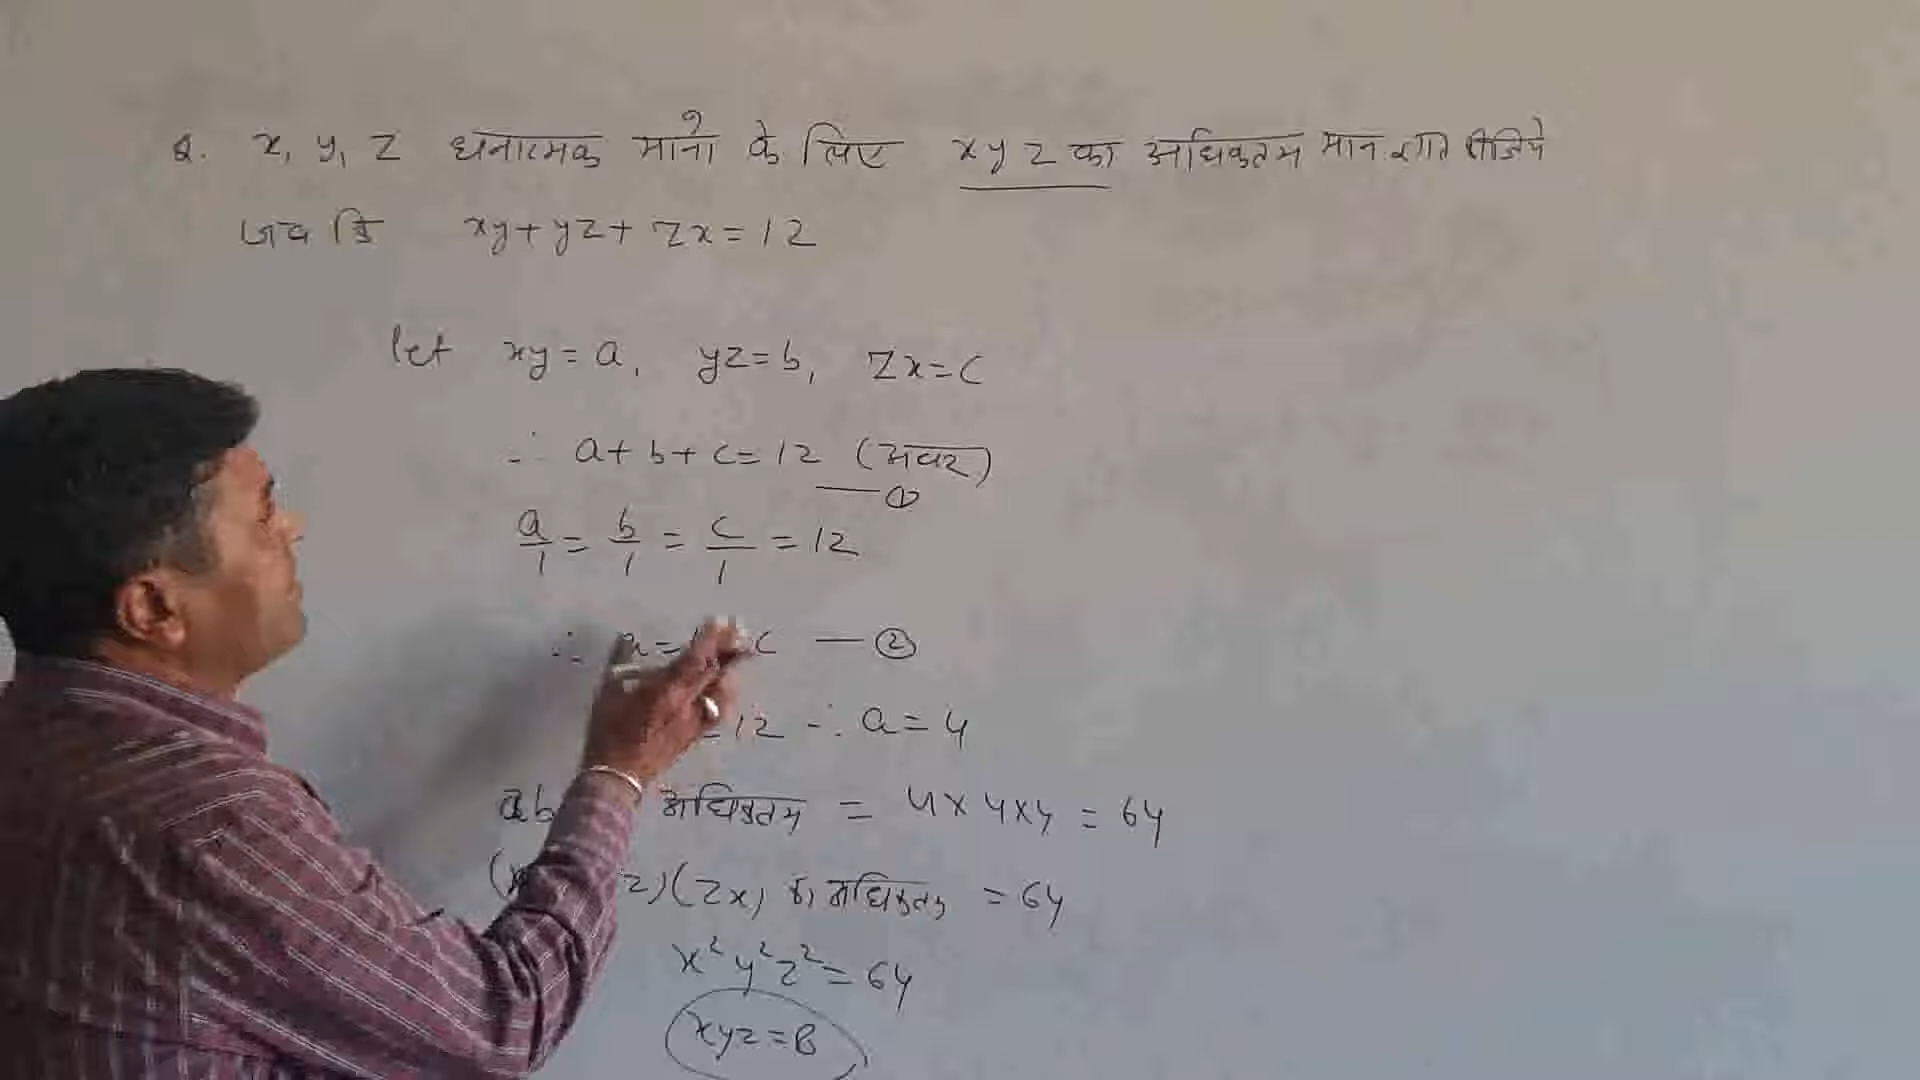 Q. x, y, z धनात्मक मानों के लिए xyz का अधिकतम मान ज्ञात कीजिये
जब कि xy+yz+zx=12
let xy=a, yz=b, zx=c
∴ a+b+c=12 (अचर)
—①
a/1 = b/1 = c/1 = 12
∴ a= c —②
=12 ∴ a=4
ab अधिकतम = 4×4×4=64
( z)(zx) का अधिकतम =64
x²y²z²=64
xyz=8